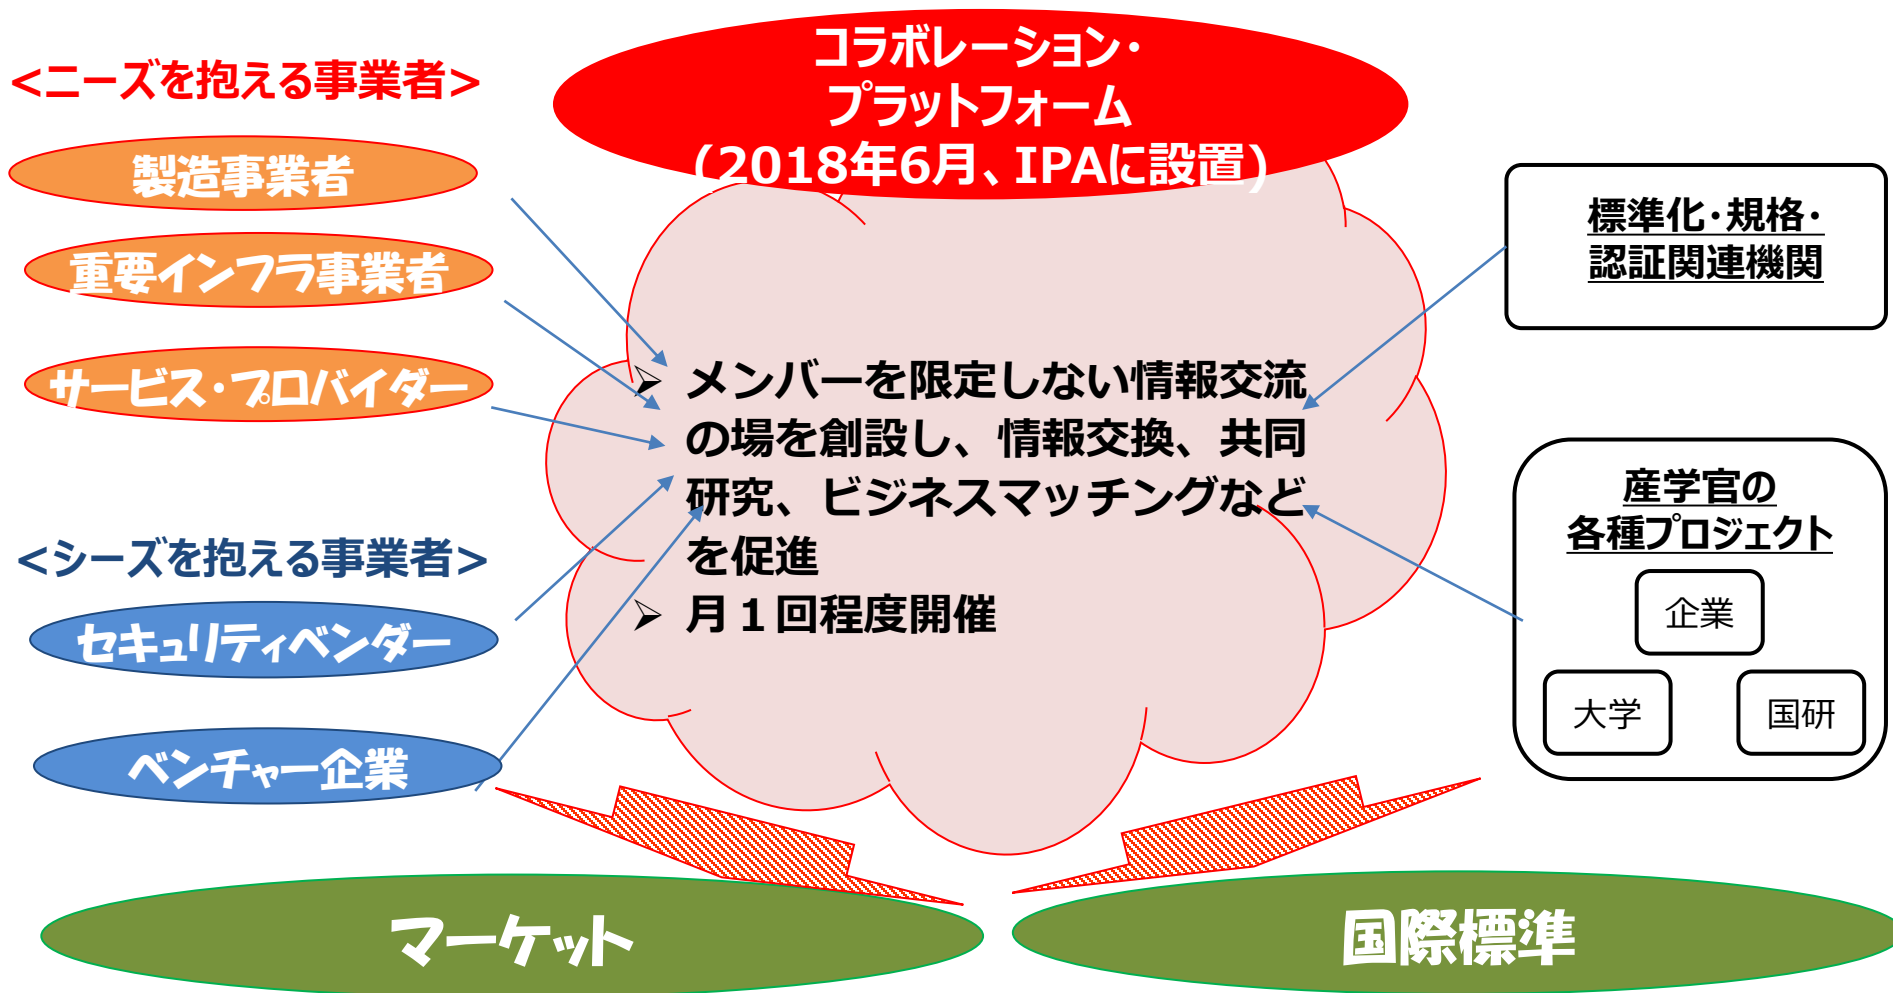 コラボレーション・
プラットフォーム
(2018年6月、IPAに設置)
<ニーズを抱える事業者>
製造事業者
重要インフラ事業者
サービス・プロバイダー
<シーズを抱える事業者>
セキュリティベンダー
ベンチャー企業
➢ メンバーを限定しない情報交流
の場を創設し、情報交換、共同
研究、ビジネスマッチングなど
を促進
➢ 月１回程度開催
標準化・規格・
認証関連機関
産学官の
各種プロジェクト
企業
大学
国研
マーケット
国際標準